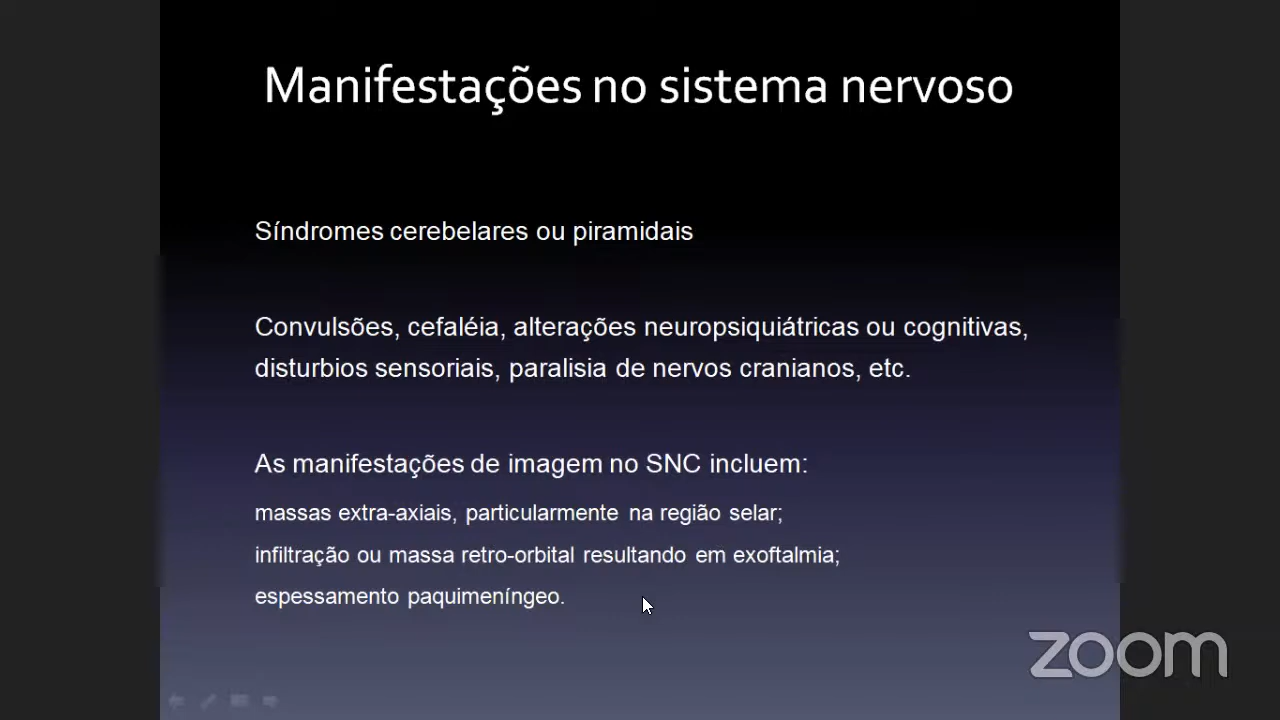 Manifestações no sistema nervoso
Síndromes cerebelares ou piramidais
Convulsões, cefaléia, alterações neuropsiquiátricas ou cognitivas,
disturbios sensoriais, paralisia de nervos cranianos, etc.
As manifestações de imagem no SNC incluem:
massas extra-axiais, particularmente na região selar;
infiltração ou massa retro-orbital resultando em exoftalmia;
espessamento paquimeníngeo.
zoom